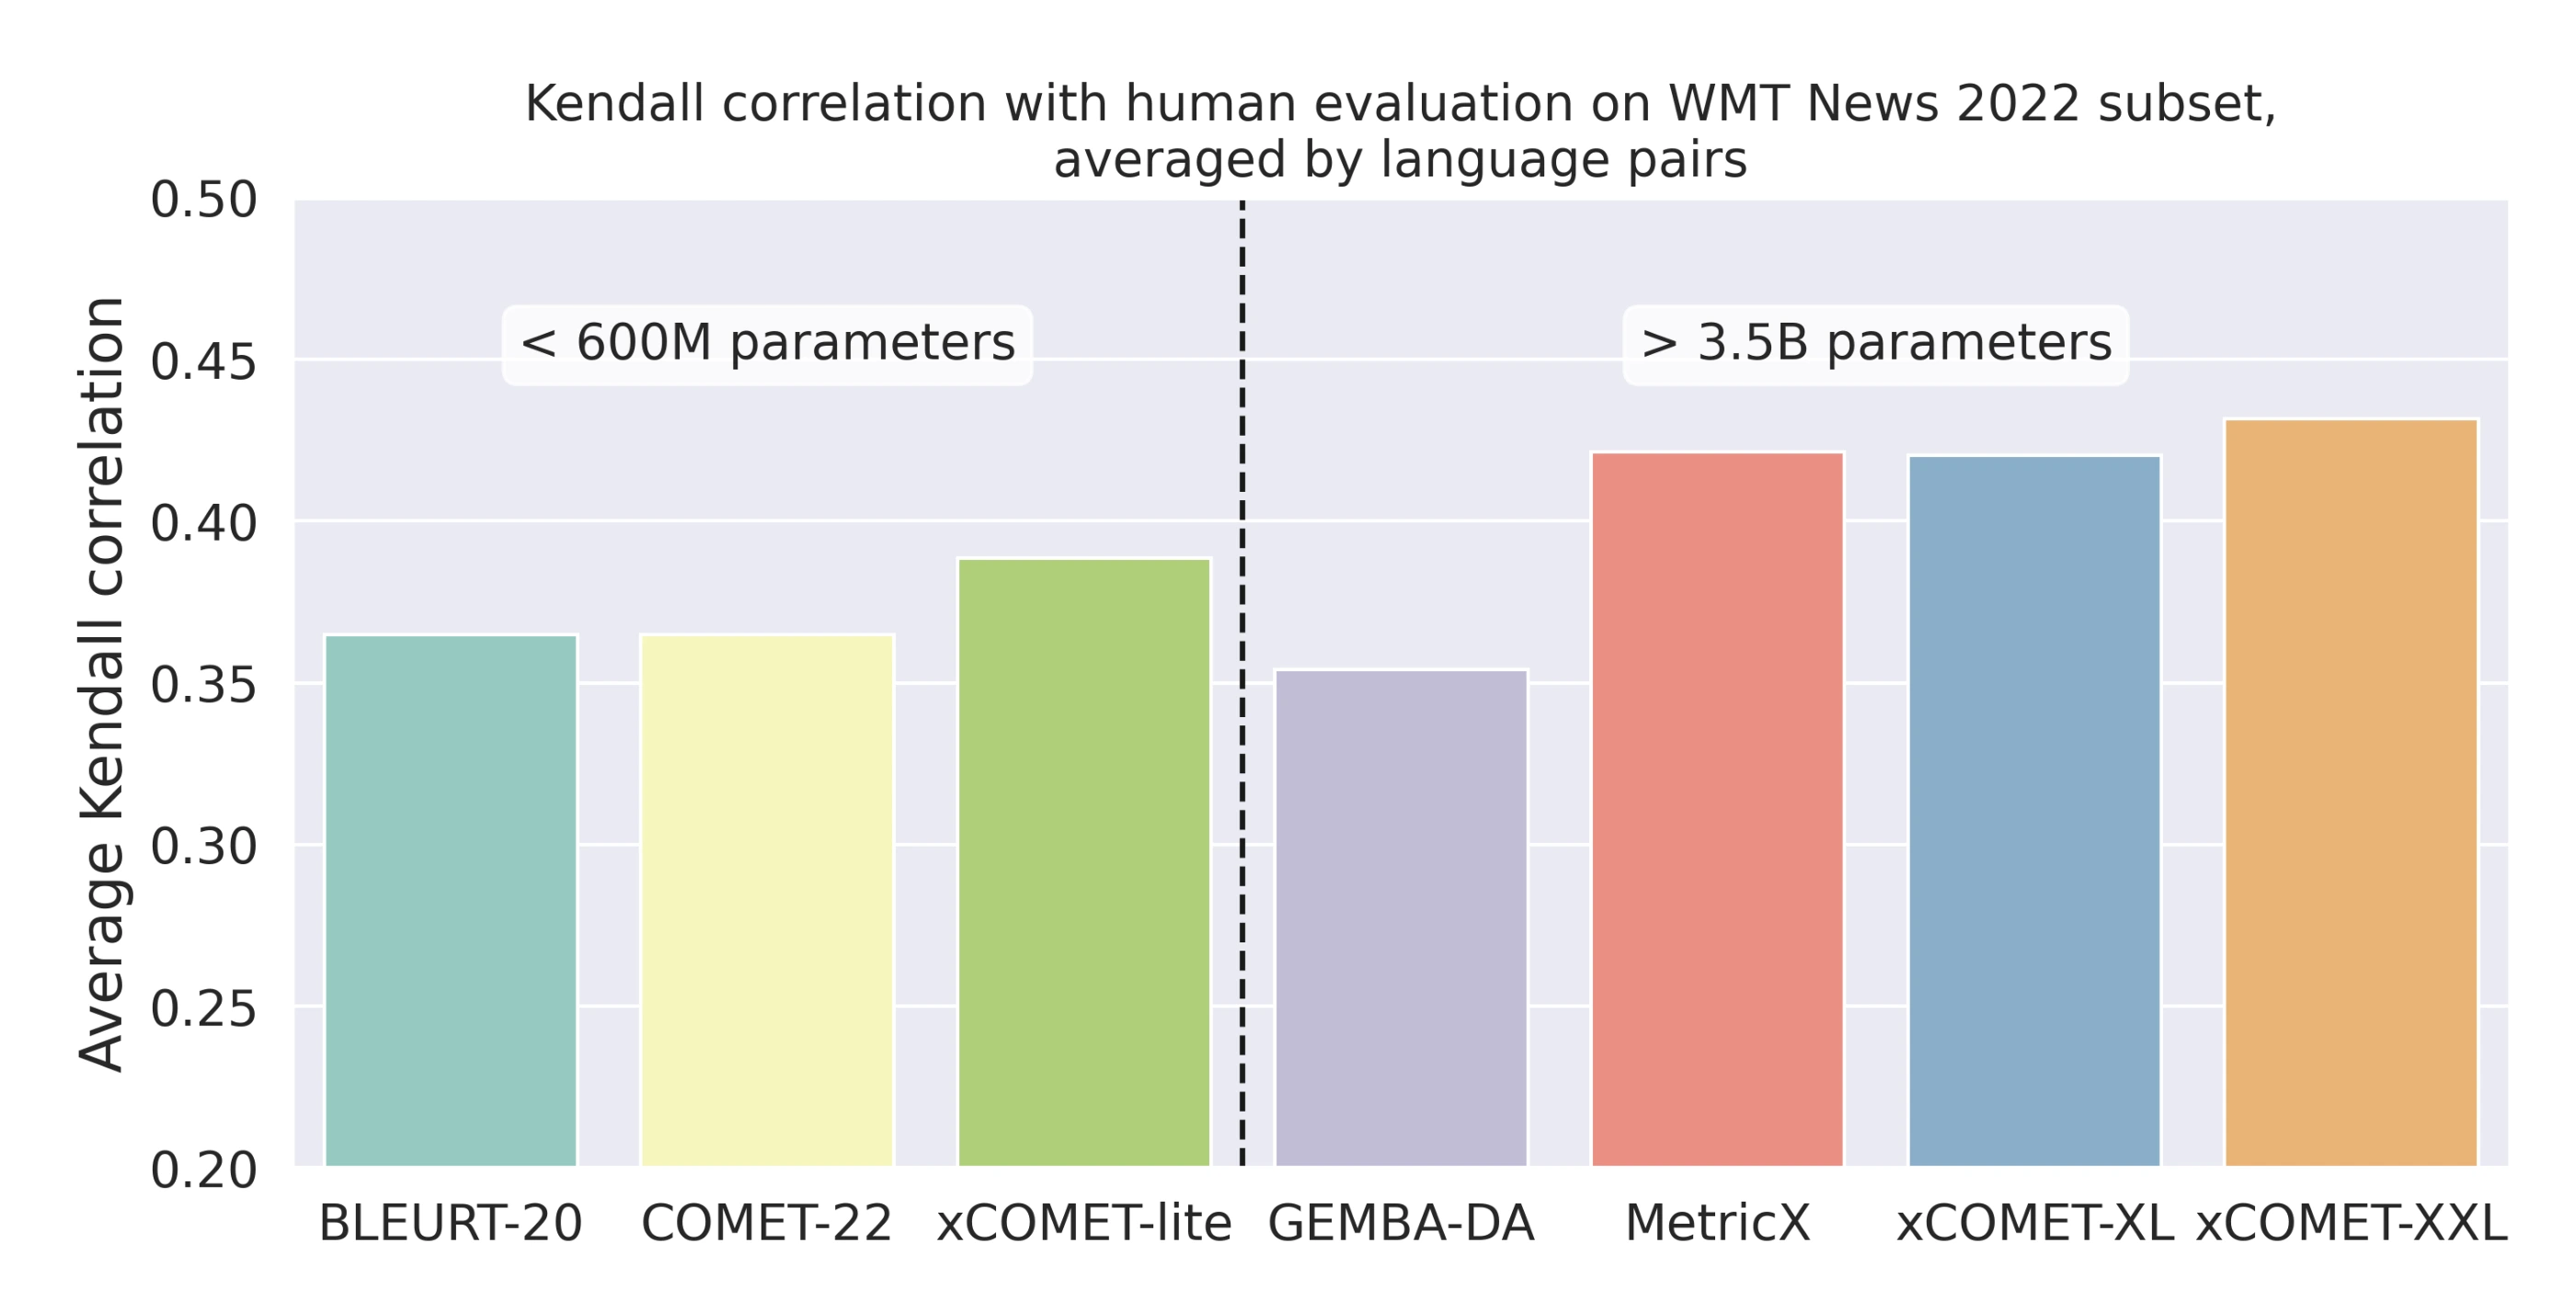 Kendall correlation with human evaluation on WMT News 2022 subset,
averaged by language pairs
Average Kendall correlation
0.50
0.45
0.40
0.35
0.30
0.25
0.20
< 600M parameters
> 3.5B parameters
BLEURT-20 COMET-22 xCOMET-lite GEMBA-DA MetricX xCOMET-XL xCOMET-XXL